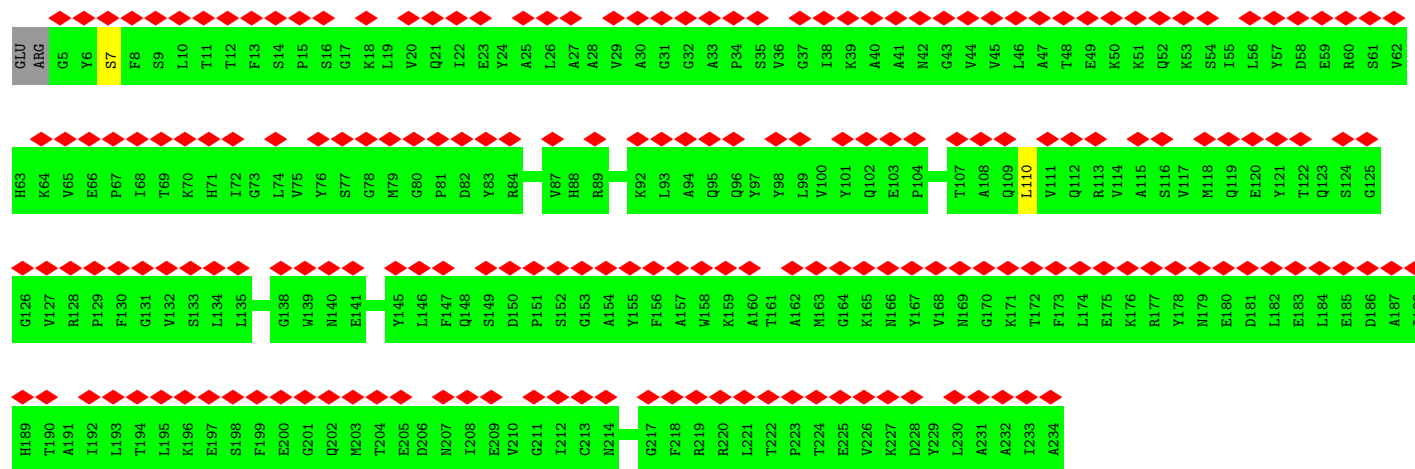 GLU ARG G5 Y6 S7 F8 S9 L10 T11 T12 F13 S14 P15 S16 G17 K18 L19 V20 Q21 I22 E23 Y24 A25 L26 A27 A28 V29 A30 G31 G32 A33 P34 S35 V36 G37 I38 K39 A40 A41 N42 G43 V44 V45 L46 A47 T48 E49 K50 K51 Q52 K53 S54 I55 L56 Y57 D58 E59 R60 S61 V62
H63 K64 V65 E66 P67 I68 T69 K70 H71 I72 G73 L74 V75 Y76 S77 G78 M79 G80 P81 D82 Y83 R84 V87 H88 R89 K92 L93 A94 Q95 Q96 Y97 Y98 L99 V100 Y101 Q102 E103 P104 T107 A108 Q109 L110 V111 Q112 R113 V114 A115 S116 V117 M118 Q119 E120 Y121 T122 Q123 S124 G125
G126 V127 R128 P129 F130 G131 V132 S133 L134 L135 G138 W139 N140 E141 Y145 L146 F147 Q148 S149 D150 P151 S152 G153 A154 Y155 F156 A157 W158 K159 A160 T161 A162 M163 G164 K165 N166 Y167 V168 N169 G170 K171 T172 F173 L174 E175 K176 R177 Y178 N179 E180 D181 L182 E183 L184 E185 D186 A187
H189 T190 A191 I192 L193 T194 L195 K196 E197 S198 F199 E200 G201 Q202 M203 T204 E205 D206 N207 I208 E209 V210 G211 I212 C213 N214 G217 F218 R219 R220 L221 T222 P223 T224 E225 V226 K227 D228 Y229 L230 A231 A232 I233 A234